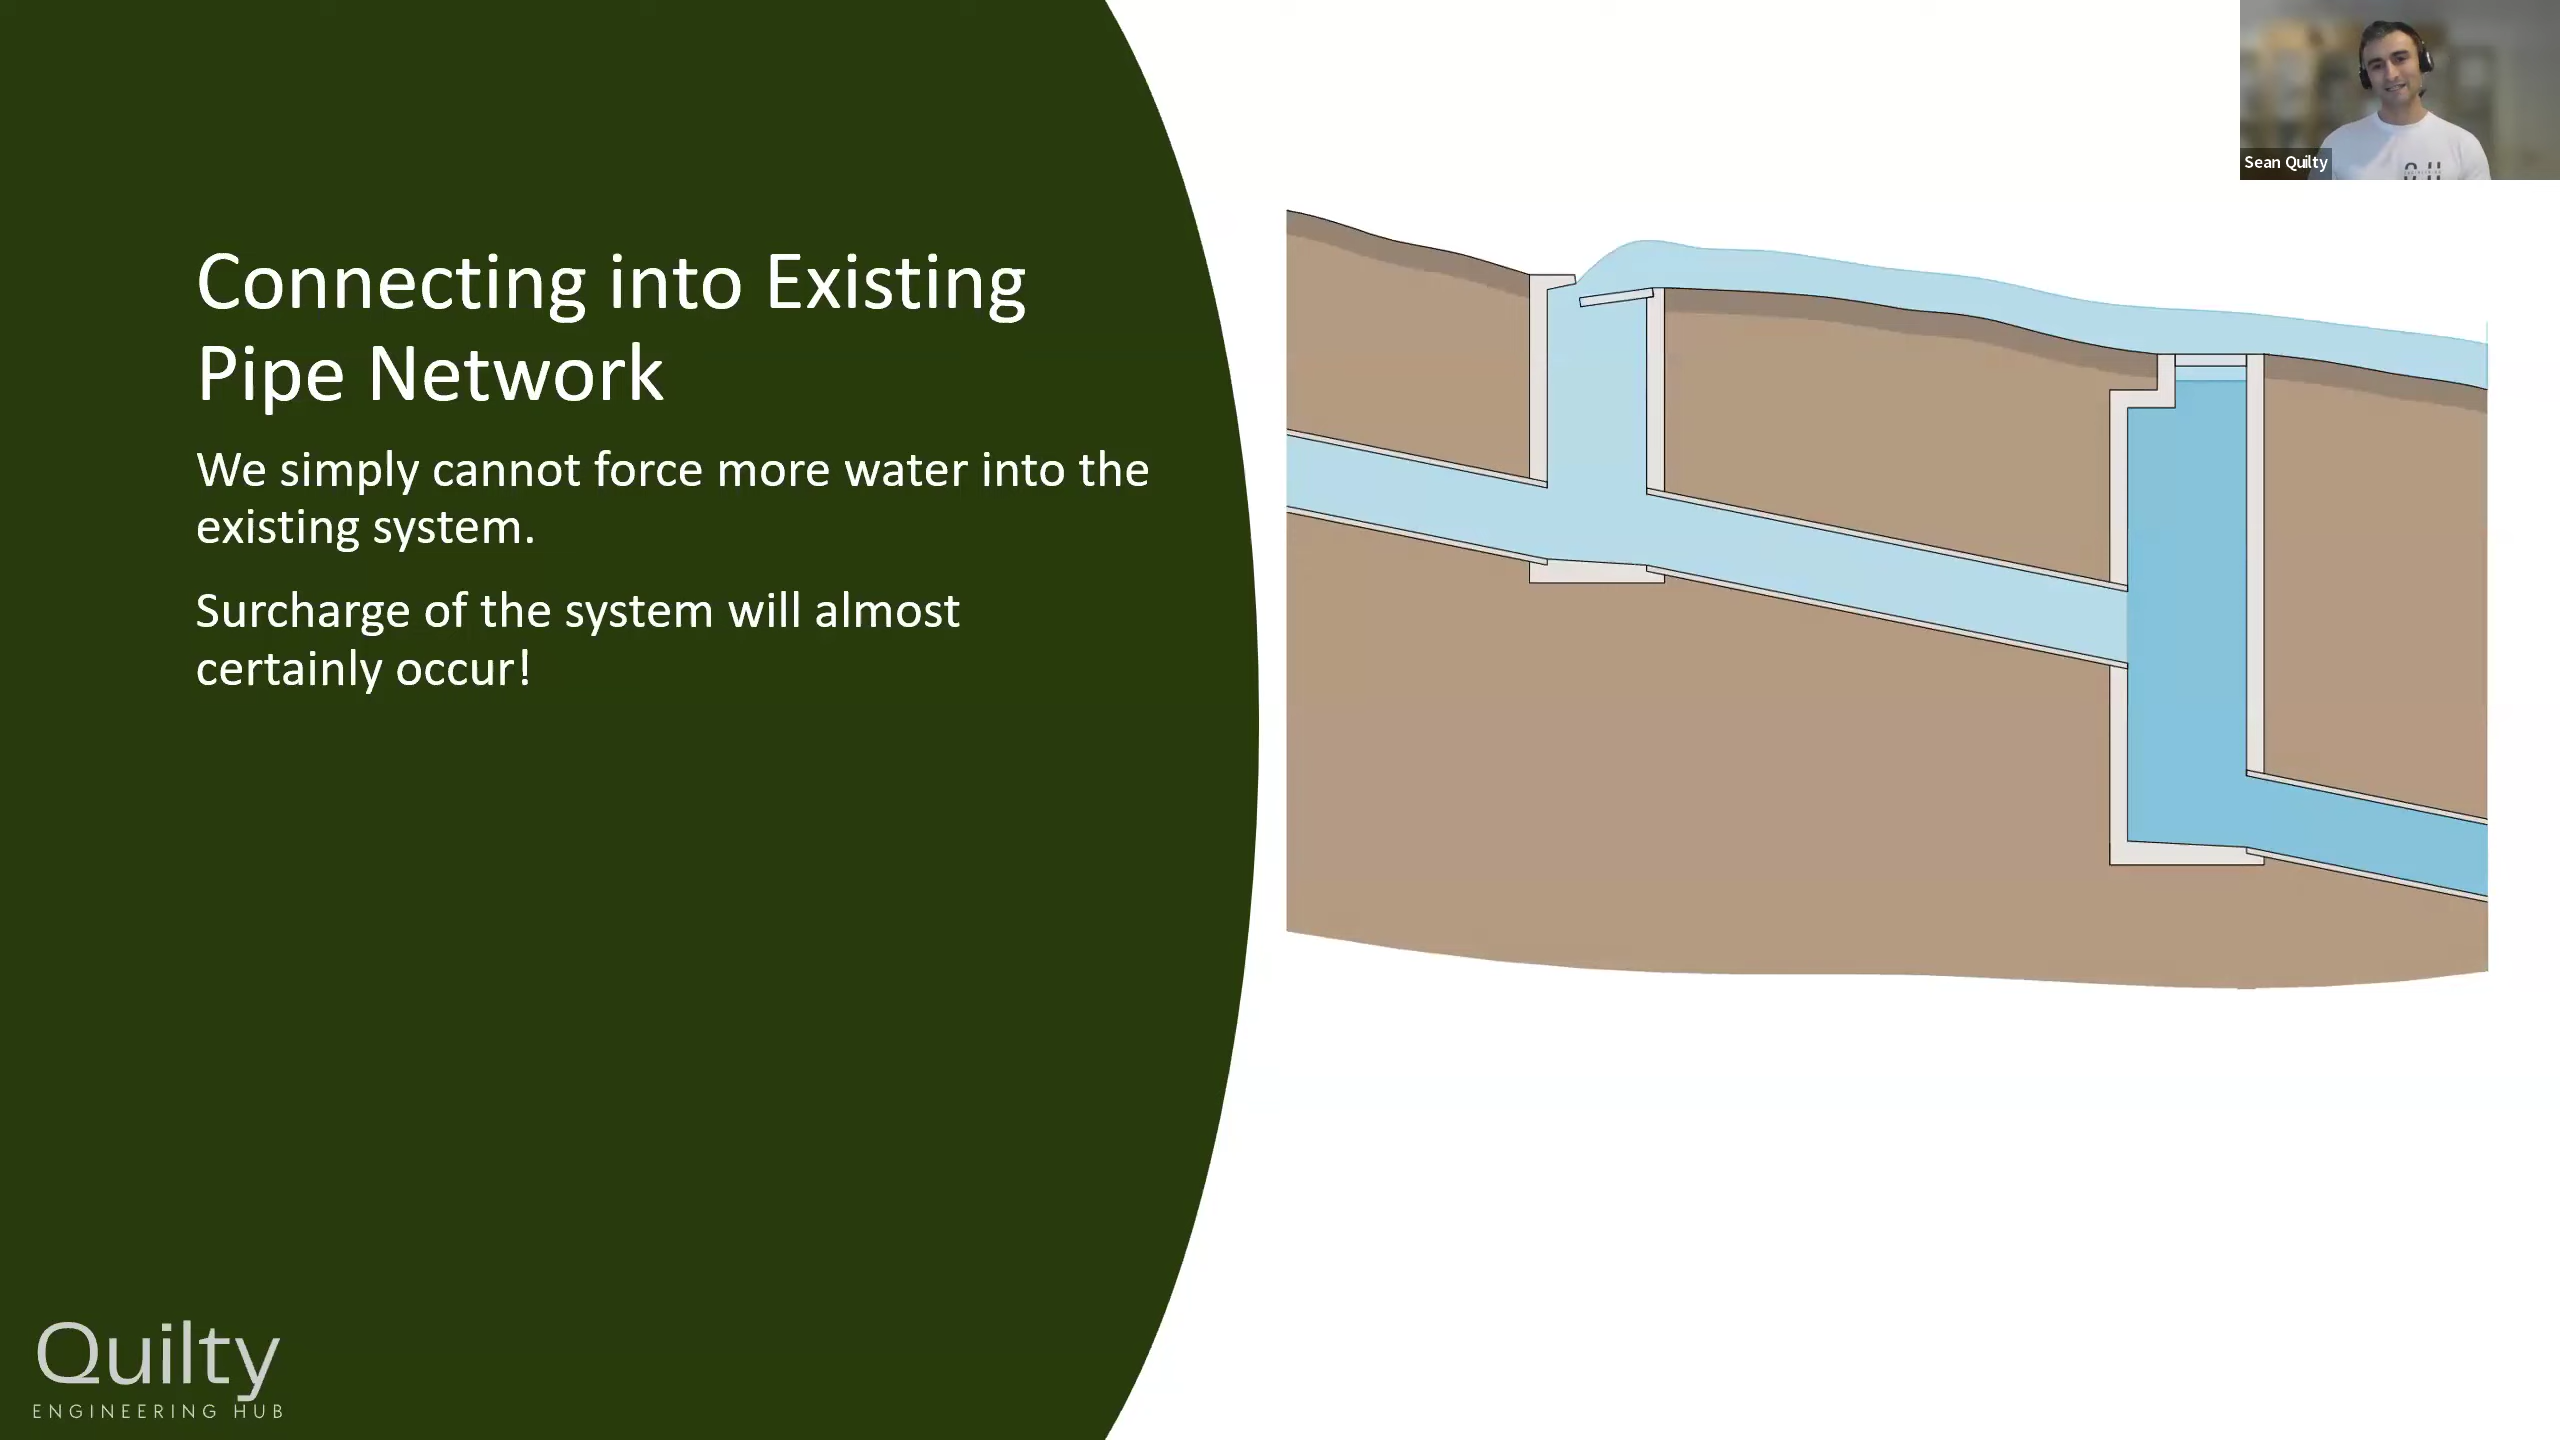 Connecting into Existing
Pipe Network
We simply cannot force more water into the
existing system.
Surcharge of the system will almost
certainly occur!
Sean Quilty
Quilty
ENGINEERING HUB